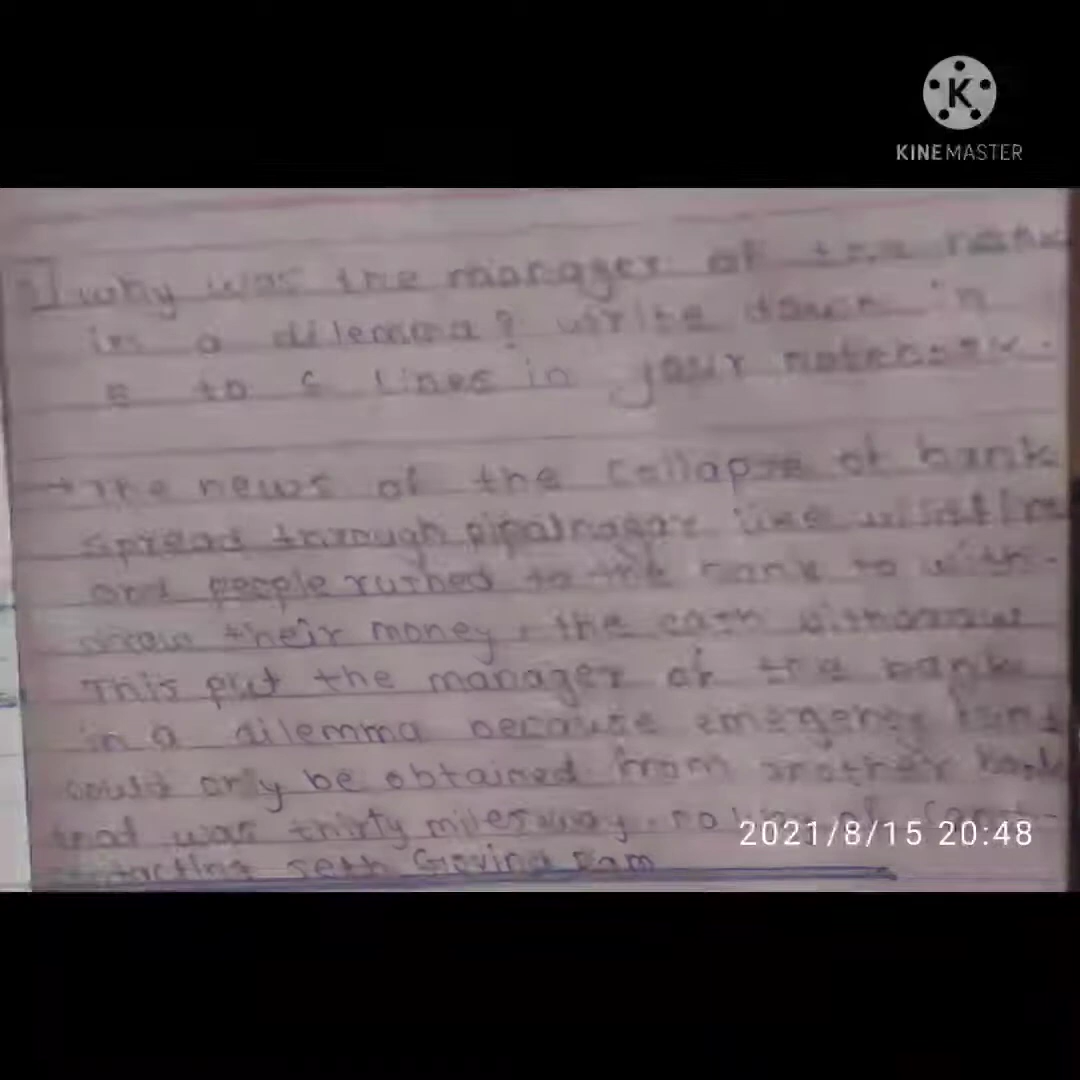 K
KINEMASTER
why was the manager of the bank
in a dilemma? write down in
5 to 6 lines in your notebook.
→ The news of the collapse of bank
spread through pipalnagar like wildfire
and people rushed to the bank to with-
draw their money. the cash
This put the manager of the bank
in a dilemma because emergency
could only be obtained from another bank
that was thirty miles away. no way of
2021/8/15 20:48
seth Govind Ram